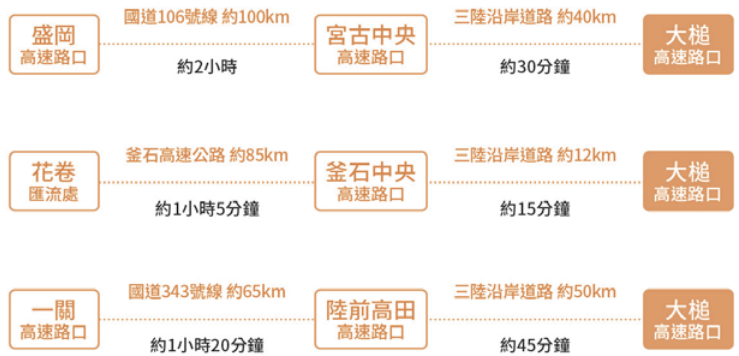 國道106號線 約100km
三陸沿岸道路 約40km
盛岡
高速路口
宮古中央
高速路口
大槌
高速路口
約2小時
約30分鐘
釜石高速公路 約85km
三陸沿岸道路 約12km
花卷
匯流處
釜石中央
高速路口
大槌
高速路口
約1小時5分鐘
約15分鐘
國道343號線 約65km
三陸沿岸道路 約50km
一關
高速路口
陸前高田
高速路口
大槌
高速路口
約1小時20分鐘
約45分鐘